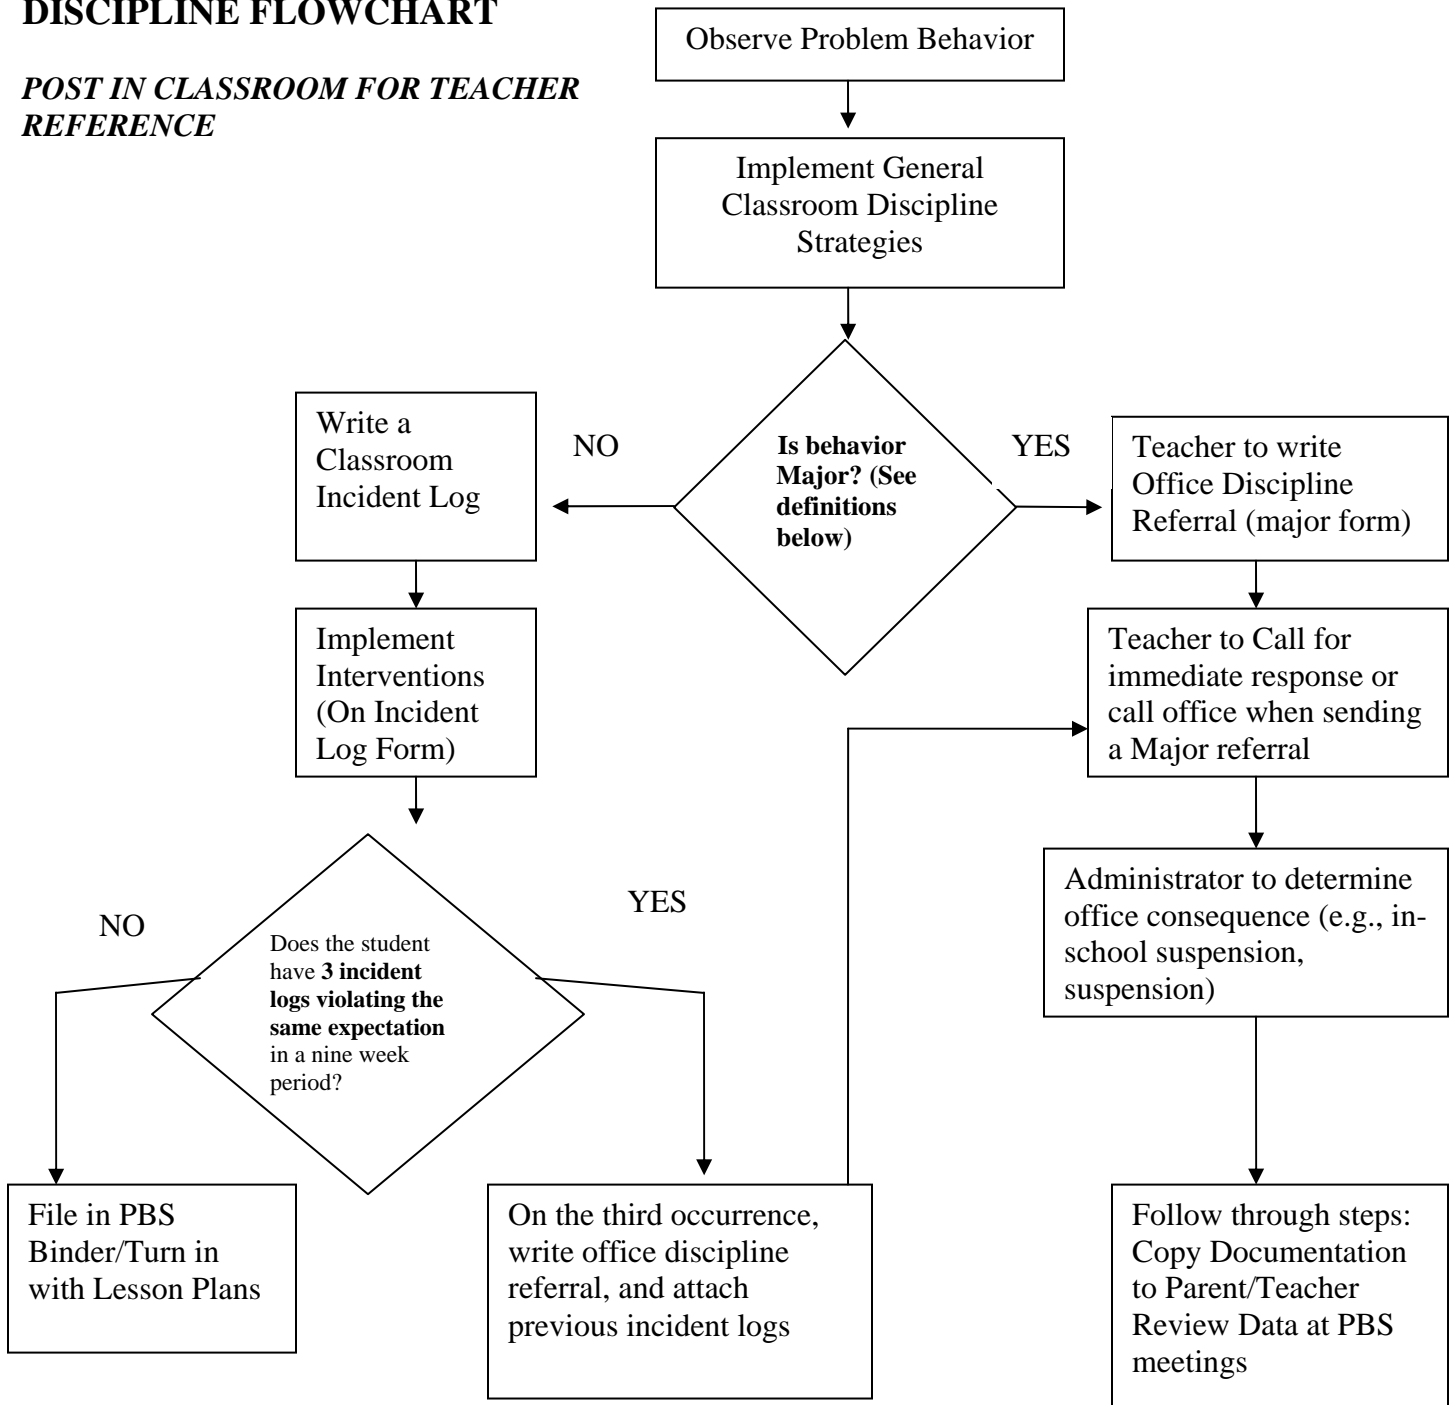 DISCIPLINE FLOWCHART
POST IN CLASSROOM FOR TEACHER
REFERENCE
Observe Problem Behavior
Implement General
Classroom Discipline
Strategies
Is behavior
Major? (See
definitions
below)
NO
YES
Write a
Classroom
Incident Log
Teacher to write
Office Discipline
Referral (major form)
Implement
Interventions
(On Incident
Log Form)
Teacher to Call for
immediate response or
call office when sending
a Major referral
Does the student
have 3 incident
logs violating the
same expectation
in a nine week
period?
NO
YES
Administrator to determine
office consequence (e.g., in-
school suspension,
suspension)
File in PBS
Binder/Turn in
with Lesson Plans
On the third occurrence,
write office discipline
referral, and attach
previous incident logs
Follow through steps:
Copy Documentation
to Parent/Teacher
Review Data at PBS
meetings